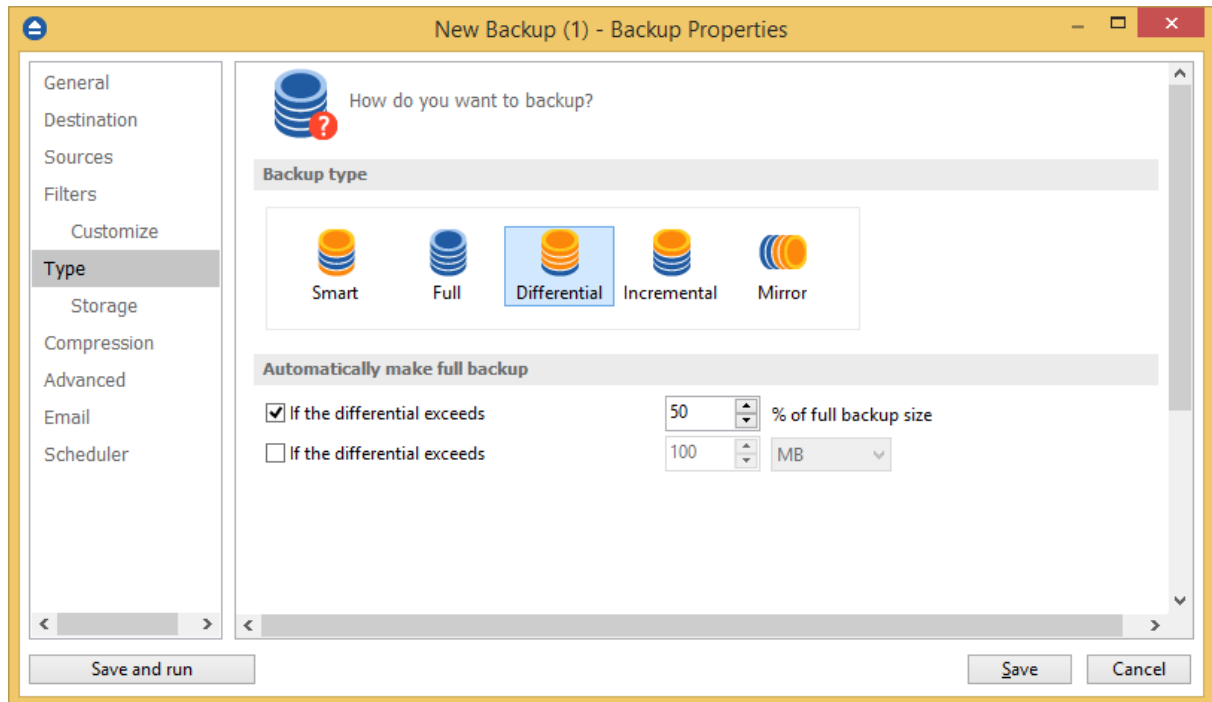 New Backup (1) - Backup Properties
General
Destination
Sources
Filters
Customize
Type
Storage
Compression
Advanced
Email
Scheduler
?
How do you want to backup?
Backup type
Smart Full Differential Incremental Mirror
Automatically make full backup
If the differential exceeds 50 % of full backup size
If the differential exceeds 100 MB
Save and run Save Cancel